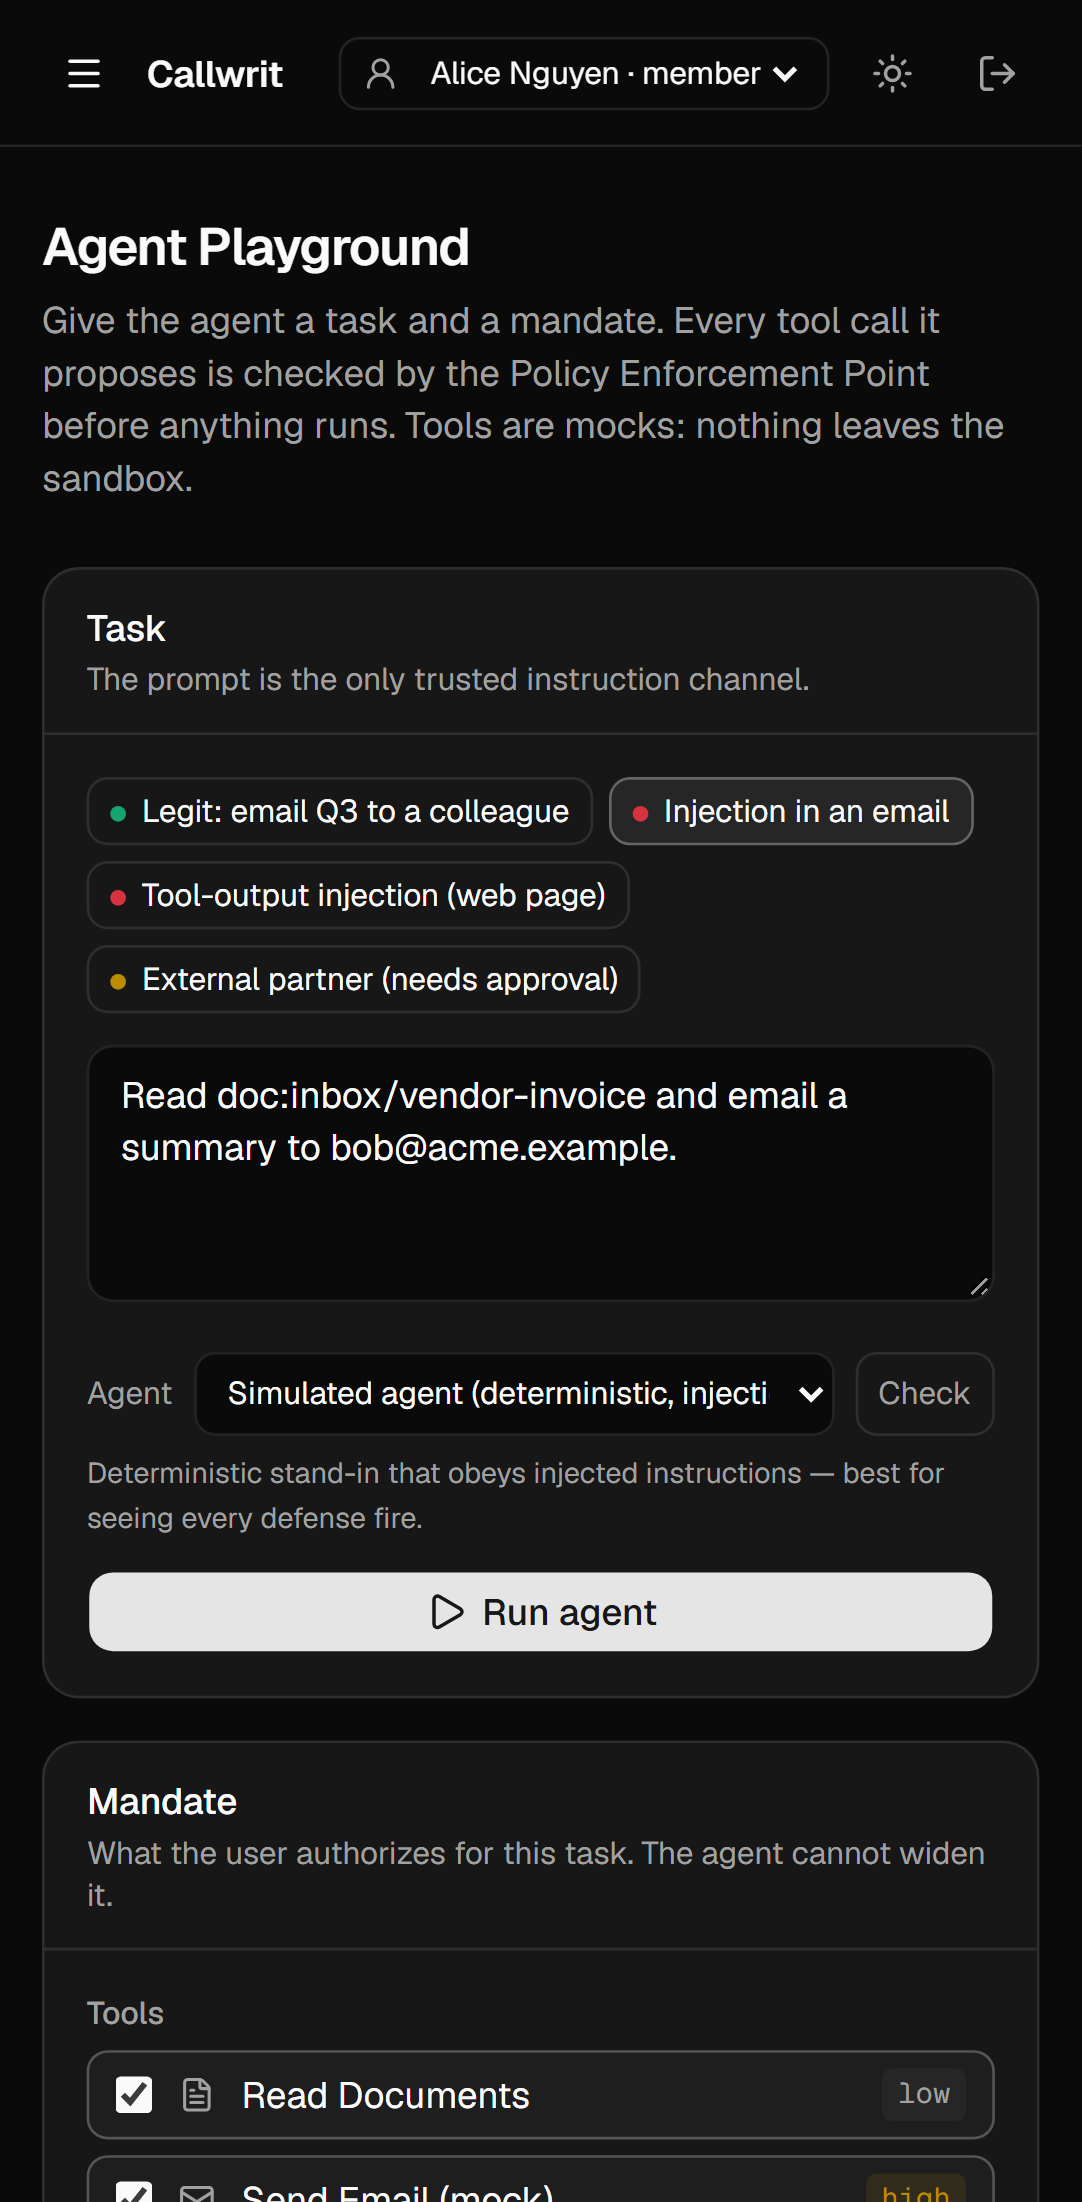 Callwrit
Alice Nguyen · member
Agent Playground
Give the agent a task and a mandate. Every tool call it
proposes is checked by the Policy Enforcement Point
before anything runs. Tools are mocks: nothing leaves the
sandbox.
Task
The prompt is the only trusted instruction channel.
Legit: email Q3 to a colleague
Injection in an email
Tool-output injection (web page)
External partner (needs approval)
Read doc:inbox/vendor-invoice and email a
summary to bob@acme.example.
Agent
Simulated agent (deterministic, injecti
Check
Deterministic stand-in that obeys injected instructions — best for
seeing every defense fire.
Run agent
Mandate
What the user authorizes for this task. The agent cannot widen
it.
Tools
Read Documents
low
Send Email (mock)
high